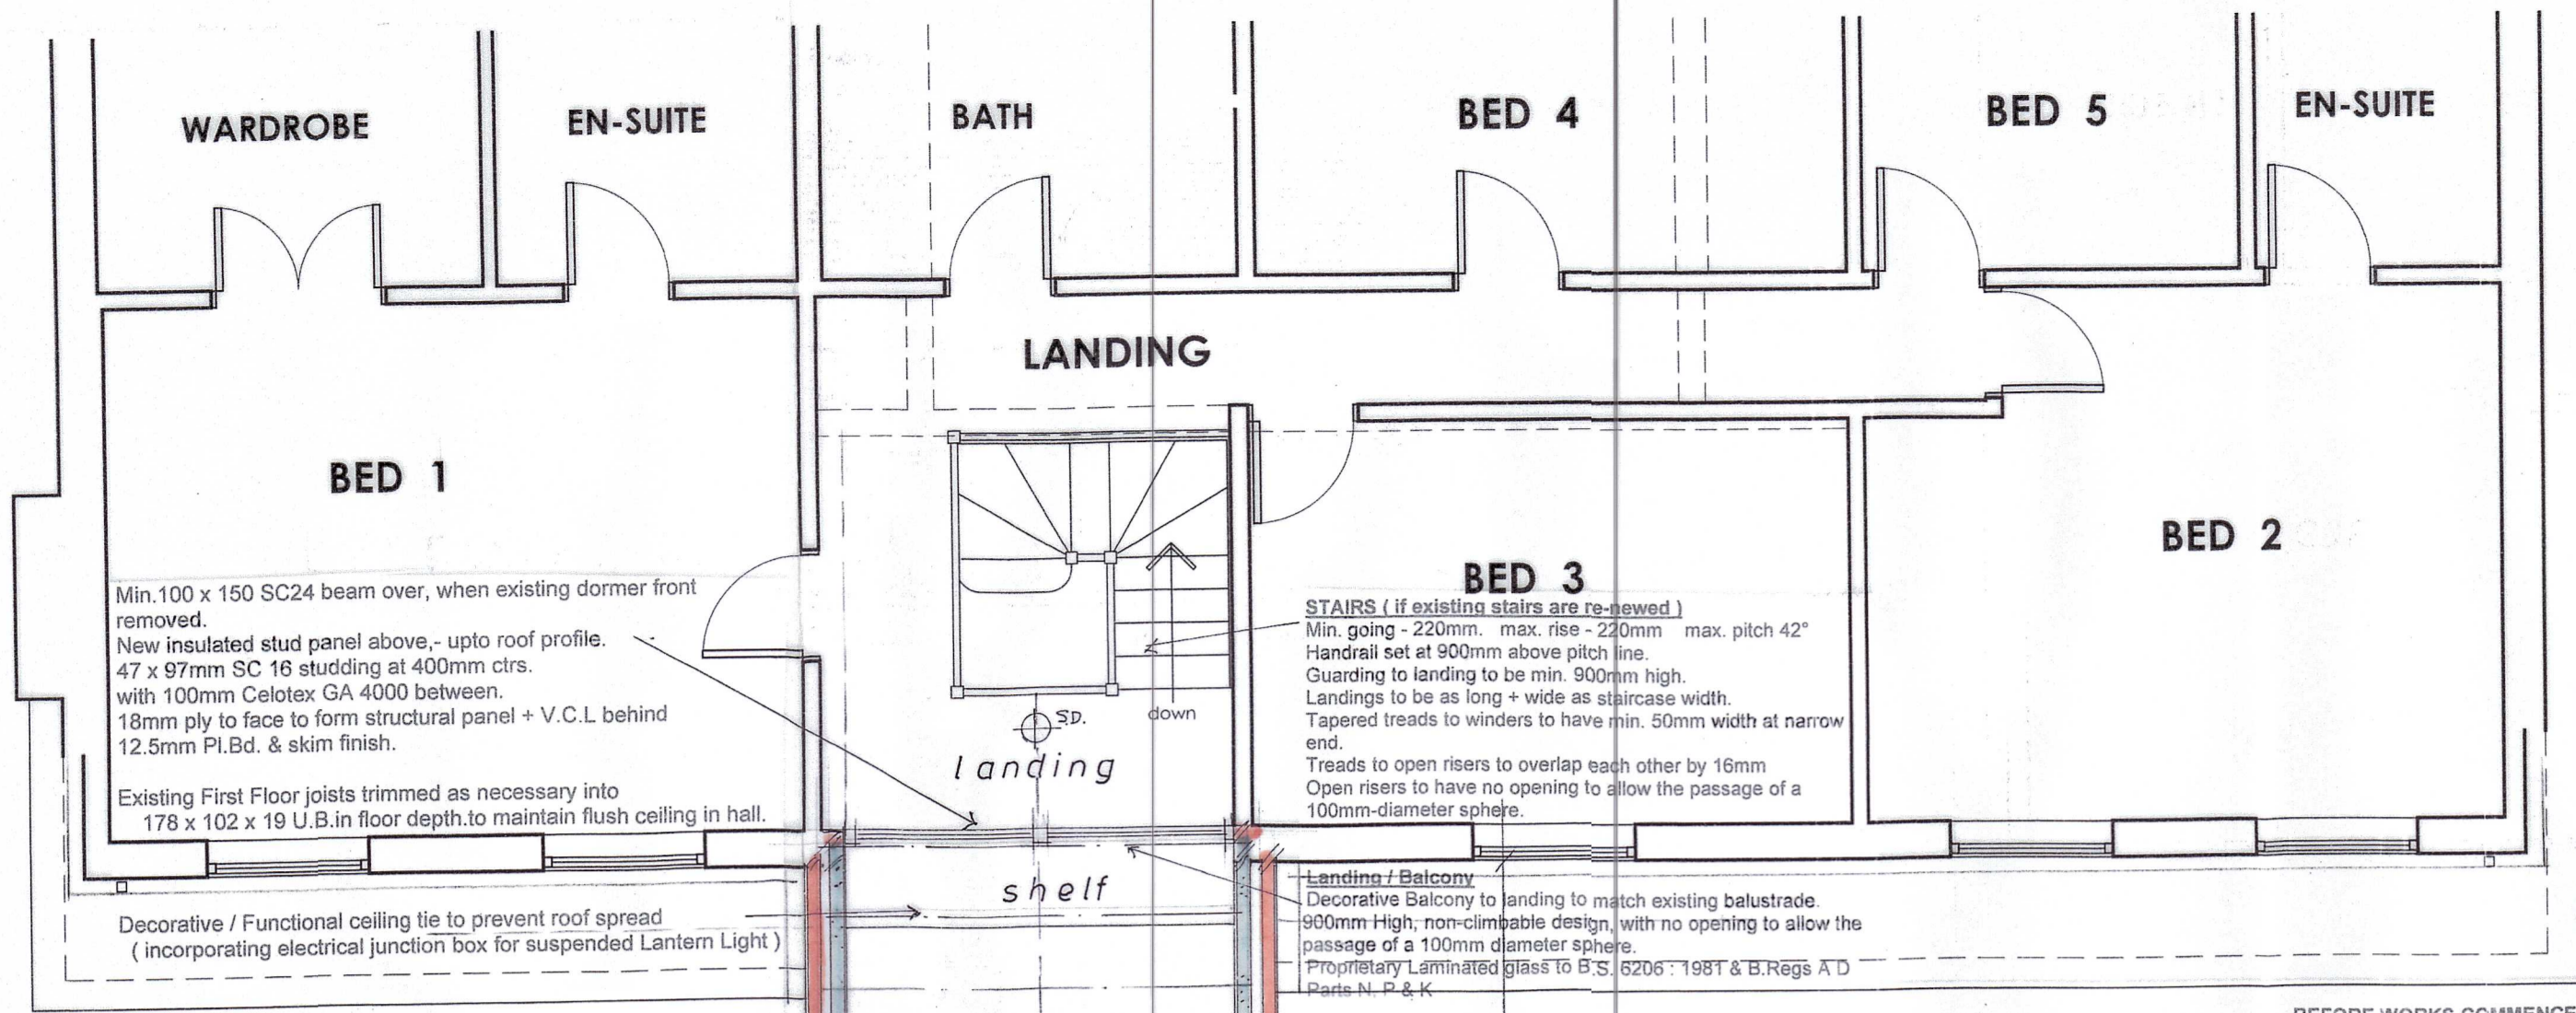 WARDROBE
EN-SUITE
BATH
BED 4
BED 5
EN-SUITE
LANDING
BED 1
BED 2
BED 3
Min.100 x 150 SC24 beam over, when existing dormer front
removed.
New insulated stud panel above,- upto roof profile.
47 x 97mm SC 16 studding at 400mm ctrs.
with 100mm Celotex GA 4000 between.
18mm ply to face to form structural panel + V.C.L behind
12.5mm Pl.Bd. & skim finish.
Existing First Floor joists trimmed as necessary into
178 x 102 x 19 U.B.in floor depth.to maintain flush ceiling in hall.
STAIRS ( if existing stairs are re-newed )
Min. going - 220mm. max. rise - 220mm max. pitch 42°
Handrail set at 900mm above pitch line.
Guarding to landing to be min. 900mm high.
Landings to be as long + wide as staircase width.
Tapered treads to winders to have min. 50mm width at narrow
end.
Treads to open risers to overlap each other by 16mm
Open risers to have no opening to allow the passage of a
100mm-diameter sphere.
S.D.
down
landing
shelf
Decorative / Functional ceiling tie to prevent roof spread
( incorporating electrical junction box for suspended Lantern Light )
Landing / Balcony
Decorative Balcony to landing to match existing balustrade.
900mm High, non-climbable design, with no opening to allow the
passage of a 100mm diameter sphere.
Proprietary Laminated glass to B.S. 6206 : 1981 & B.Regs A D
Parts N, P & K
BEFORE WORKS COMMENCE